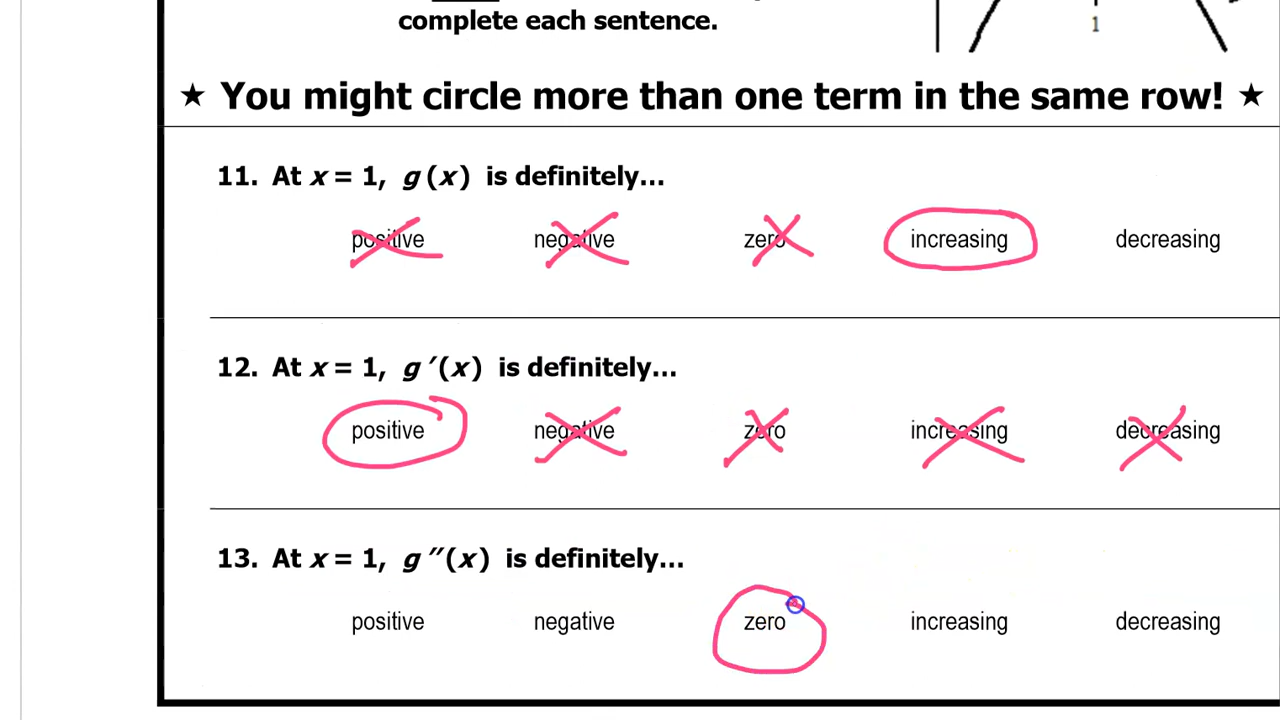 complete each sentence.
1
★ You might circle more than one term in the same row! ★
11. At x = 1, g(x) is definitely...
positive negative zero increasing decreasing
12. At x = 1, g′(x) is definitely...
positive negative zero increasing decreasing
13. At x = 1, g″(x) is definitely...
positive negative zero increasing decreasing